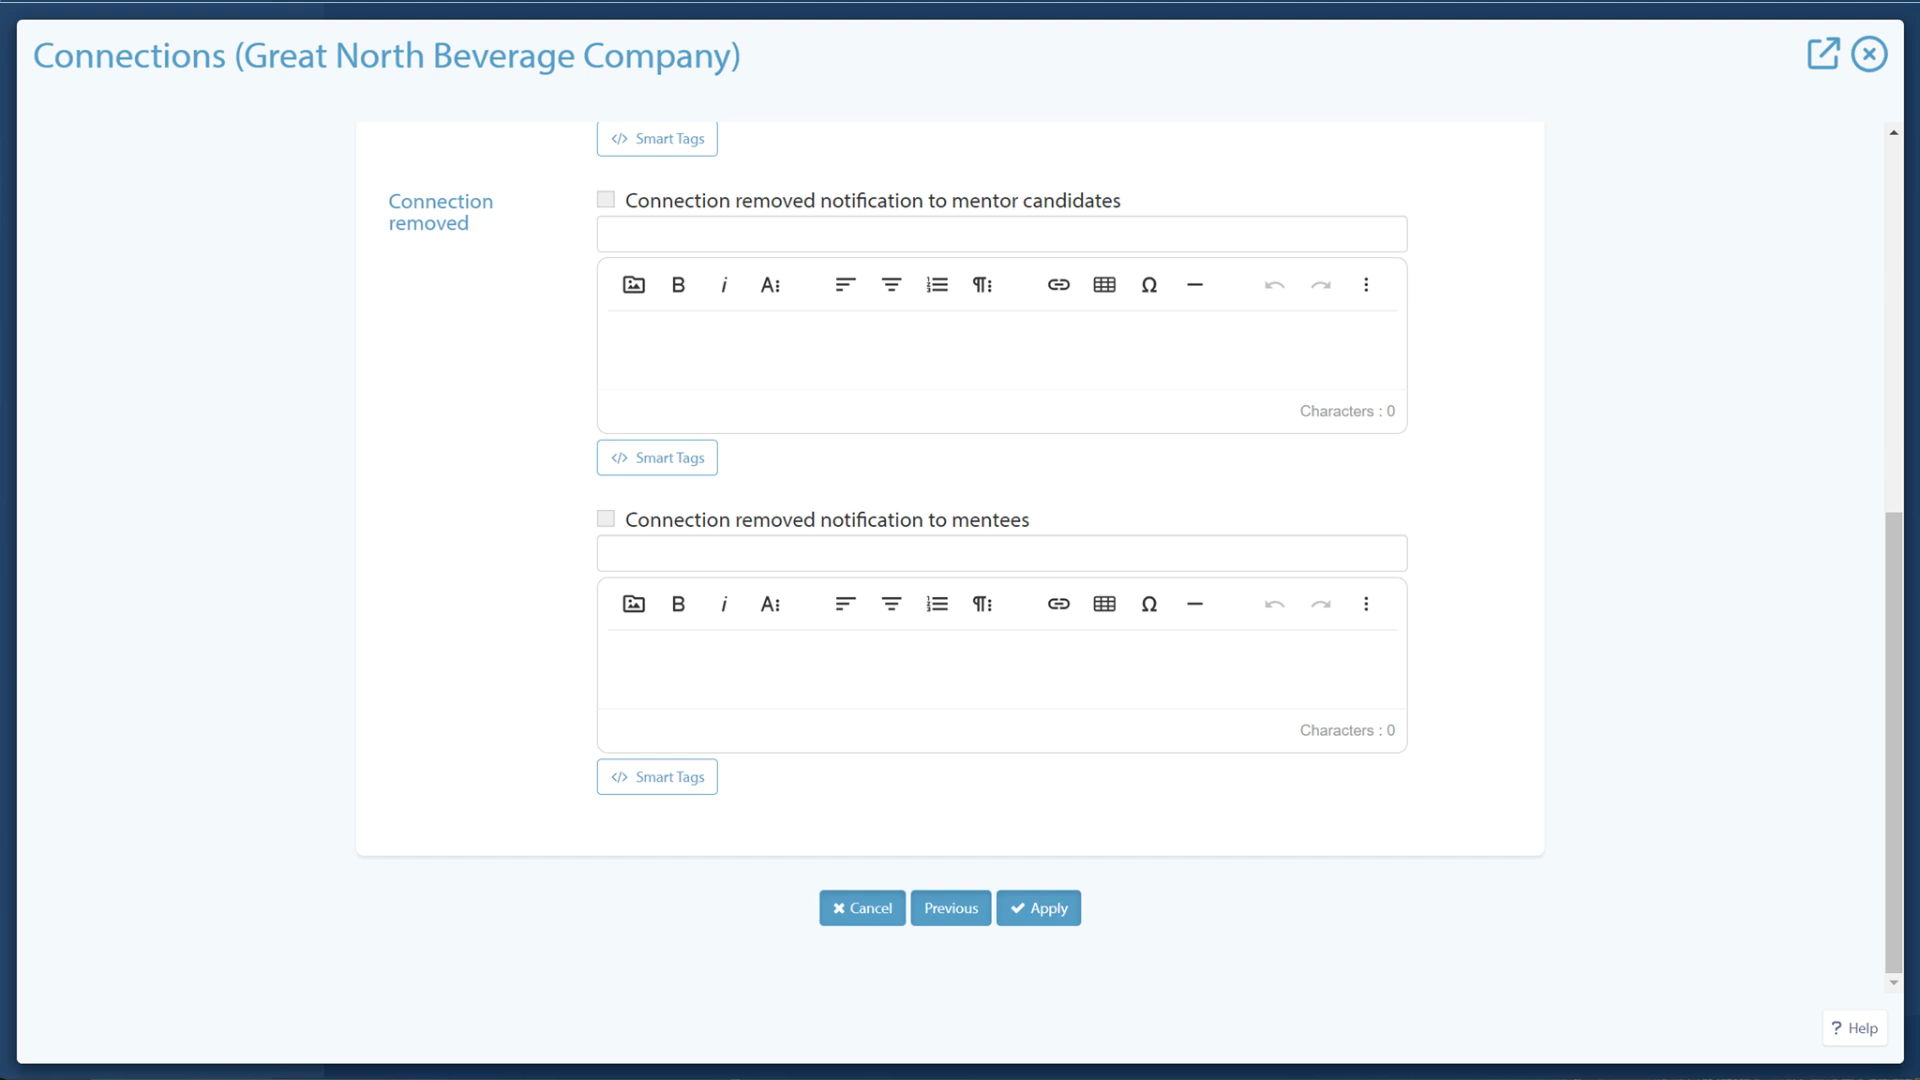 Connections (Great North Beverage Company)
</> Smart Tags
Connection
removed
Connection removed notification to mentor candidates
B i A ¶ Ω
Characters : 0
</> Smart Tags
Connection removed notification to mentees
B i A ¶ Ω
Characters : 0
</> Smart Tags
Cancel Previous Apply
? Help